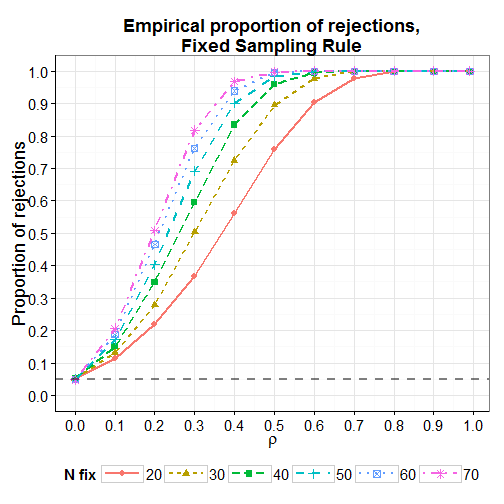 Empirical proportion of rejections,
Fixed Sampling Rule
Proportion of rejections
1.0
0.9
0.8
0.7
0.6
0.5
0.4
0.3
0.2
0.1
0.0
0.0 0.1 0.2 0.3 0.4 0.5 0.6 0.7 0.8 0.9 1.0
ρ
N fix 20 30 40 50 60 70